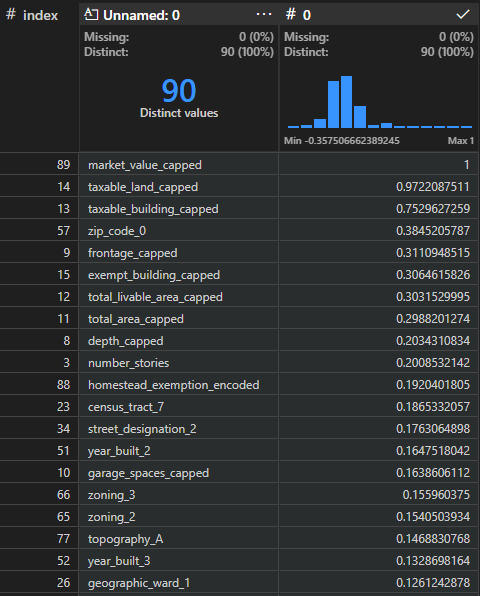 # index Unnamed: 0 ··· # 0
Missing: 0 (0%) Missing: 0 (0%)
Distinct: 90 (100%) Distinct: 90 (100%)
90
Distinct values
Min -0.357506662389245 Max 1
89 market_value_capped 1
14 taxable_land_capped 0.9722087511
13 taxable_building_capped 0.7529627259
57 zip_code_0 0.3845205787
9 frontage_capped 0.3110948515
15 exempt_building_capped 0.3064615826
12 total_livable_area_capped 0.3031529995
11 total_area_capped 0.2988201274
8 depth_capped 0.2034310834
3 number_stories 0.2008532142
88 homestead_exemption_encoded 0.1920401805
23 census_tract_7 0.1865332057
34 street_designation_2 0.1763064898
51 year_built_2 0.1647518042
10 garage_spaces_capped 0.1638606112
66 zoning_3 0.155960375
65 zoning_2 0.1540503934
77 topography_A 0.1468830768
52 year_built_3 0.1328698164
26 geographic_ward_1 0.1261242878